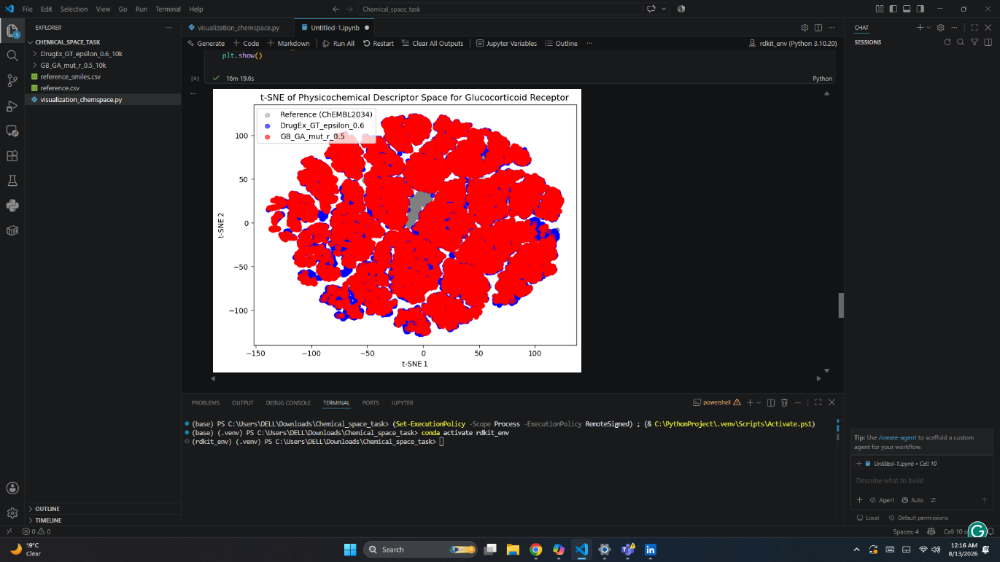 File Edit Selection View Go Run Terminal Help
Chemical_space_task
EXPLORER
visualization_chemspace.py
Untitled-1.ipynb
CHAT
CHEMICAL_SPACE_TASK
Generate + Code + Markdown Run All Restart Clear All Outputs Jupyter Variables Outline ... rdkit_env (Python 3.10.20)
SESSIONS
DrugEx_GT_epsilon_0.6_10k
GB_GA_mut_r_0.5_10k
reference_smiles.csv
reference.csv
visualization_chemspace.py
1
plt.show()
[9] 16m 19.6s Python
t-SNE of Physicochemical Descriptor Space for Glucocorticoid Receptor
Reference (ChEMBL2034)
DrugEx_GT_epsilon_0.6
GB_GA_mut_r_0.5
100
50
0
−50
−100
t-SNE 2
−150 −100 −50 0 50 100
t-SNE 1
PROBLEMS OUTPUT DEBUG CONSOLE TERMINAL PORTS JUPYTER
powershell
(base) PS C:\Users\DELL\Downloads\Chemical_space_task> (Set-ExecutionPolicy -Scope Process -ExecutionPolicy RemoteSigned) ; (& C:\PythonProject\.venv\Scripts\Activate.ps1)
(base) (.venv) PS C:\Users\DELL\Downloads\Chemical_space_task> conda activate rdkit_env
(rdkit_env) (.venv) PS C:\Users\DELL\Downloads\Chemical_space_task>
Tip: Use /create-agent to scaffold a custom
agent for your workflow.
Untitled-1.ipynb • Cell 10
Describe what to build
Agent Auto
Local Default permissions
OUTLINE
TIMELINE
0 0
Spaces: 4
19°C
Clear
Search
12:16 AM
8/13/2026